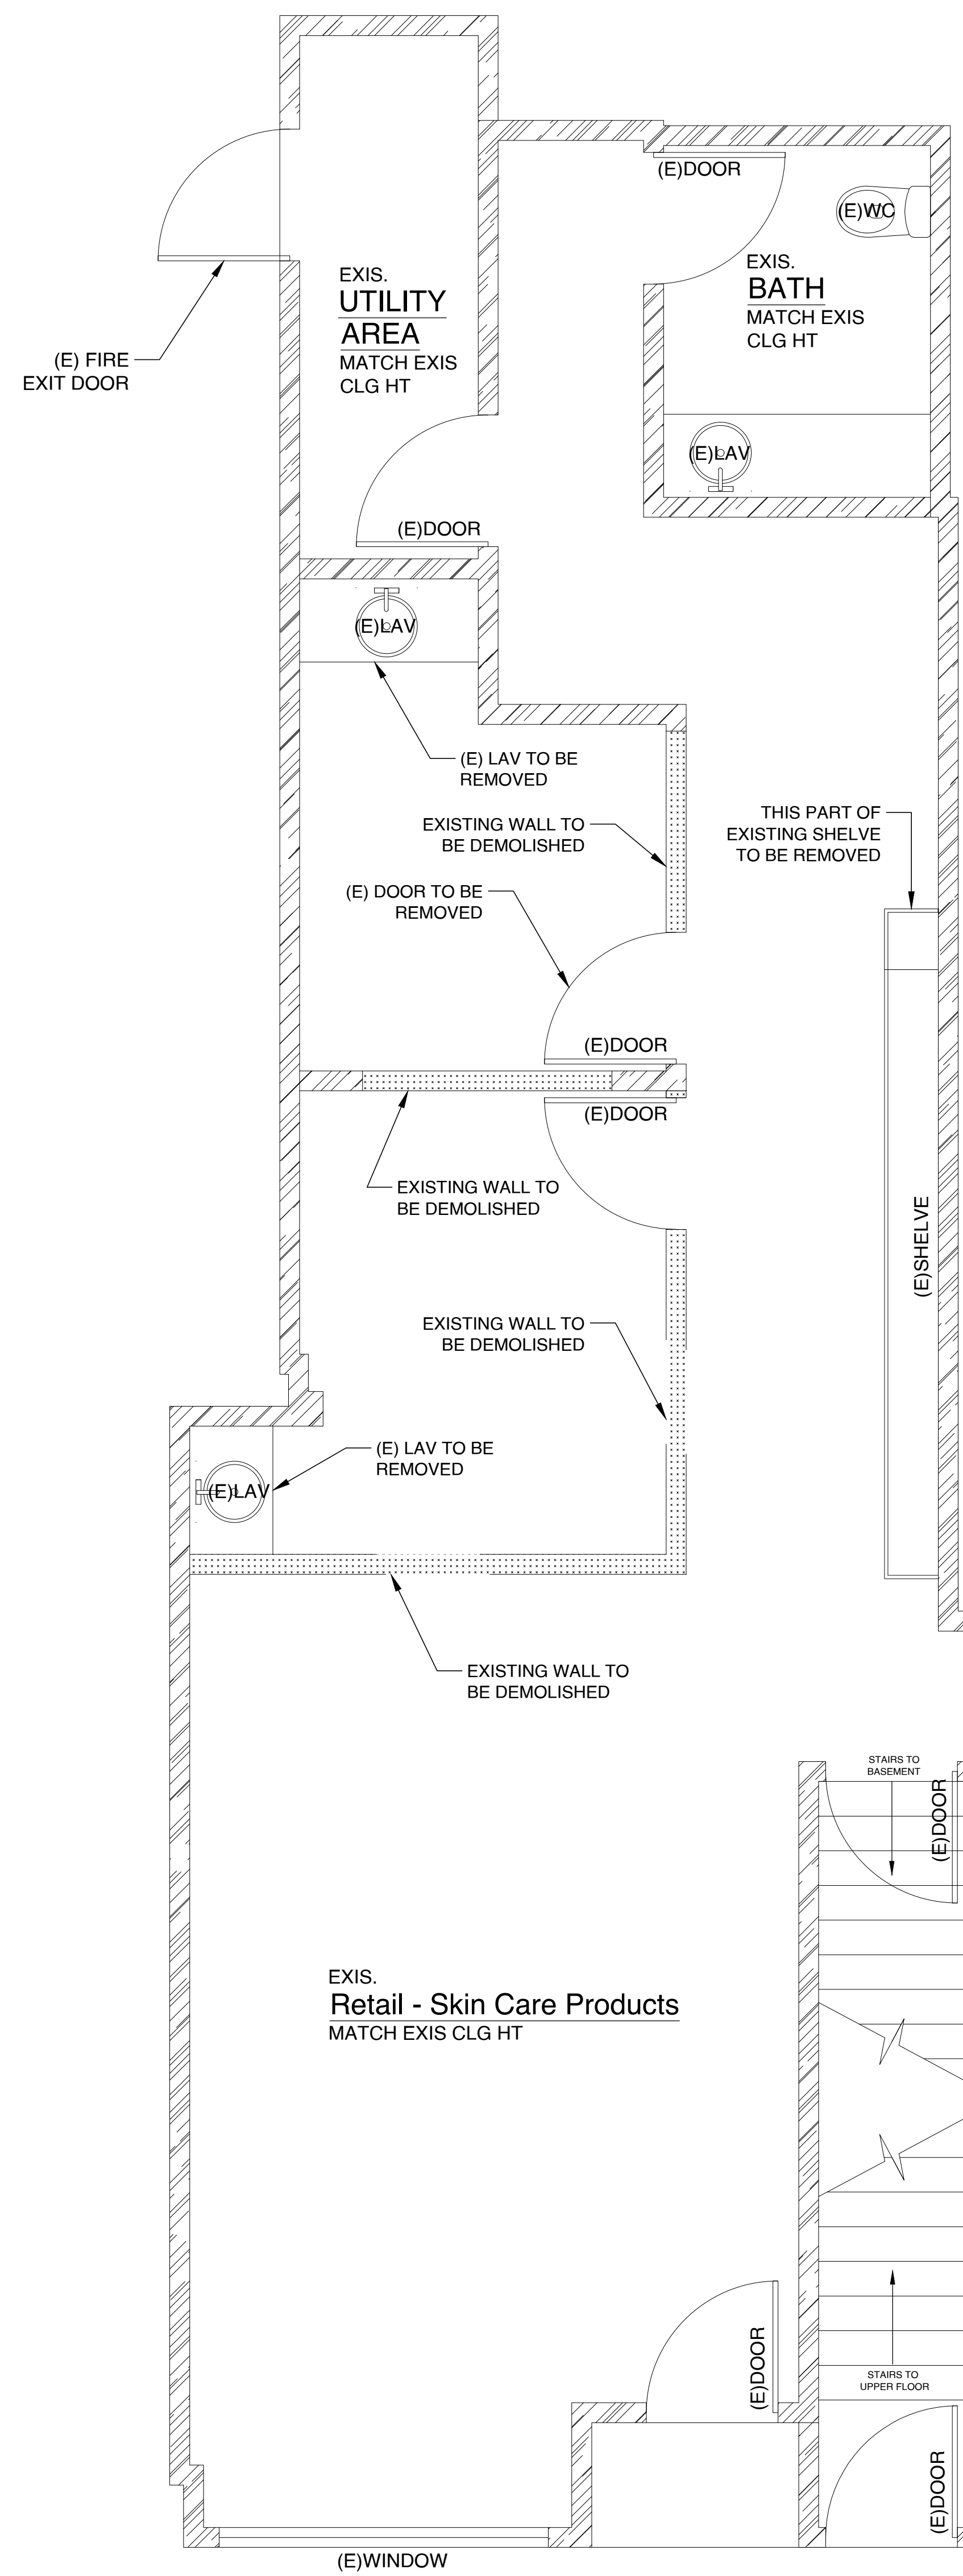 (E)DOOR
(E)WC
EXIS.
BATH
MATCH EXIS
CLG HT
EXIS.
UTILITY
AREA
MATCH EXIS
CLG HT
(E) FIRE
EXIT DOOR
(E)LAV
(E)DOOR
(E)LAV
(E) LAV TO BE
REMOVED
EXISTING WALL TO
BE DEMOLISHED
THIS PART OF
EXISTING SHELVE
TO BE REMOVED
(E) DOOR TO BE
REMOVED
(E)DOOR
(E)DOOR
EXISTING WALL TO
BE DEMOLISHED
(E)SHELVE
EXISTING WALL TO
BE DEMOLISHED
(E) LAV TO BE
REMOVED
(E)LAV
EXISTING WALL TO
BE DEMOLISHED
STAIRS TO
BASEMENT
(E)DOOR
EXIS.
Retail - Skin Care Products
MATCH EXIS CLG HT
(E)DOOR
STAIRS TO
UPPER FLOOR
(E)DOOR
(E)WINDOW